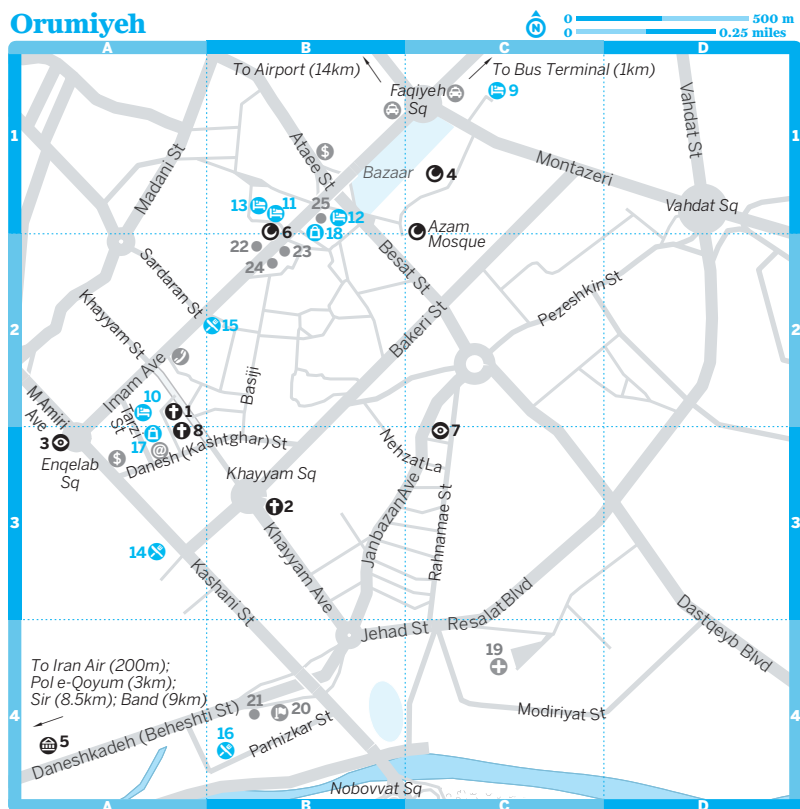 Orumiyeh
N
0 500 m
0 0.25 miles
A B C D
To Airport (14km)
To Bus Terminal (1km)
Faqiyeh
Sq
9
1 1
Vahdat St
Ataee St
$
Madani St
Montazeri
Bazaar
4
13
11
25
12
Vahdat Sq
6
18
Azam
Mosque
22
23
24
Besat St
Sardaran St
Pezeshkin St
Khayyam St
15
2 2
Bakeri St
Imam Ave
Basiji
M Amiri
Ave
10
1
Tarzi
St
8
7
3
17
@
$
Danesh (Kashtghar) St
Nehzat La
Enqelab
Sq
Khayyam Sq
2
3 3
Janbazan Ave
Rahnamae St
14
Khayyam Ave
Kashani St
Resalat Blvd
Dastqeyb Blvd
Jehad St
19
To Iran Air (200m);
Pol e-Qoyum (3km);
Sir (8.5km); Band (9km)
21
20
4 4
Modiriyat St
5
Daneshkadeh (Beheshti St)
16
Parhizkar St
Nobovvat Sq
A B C D